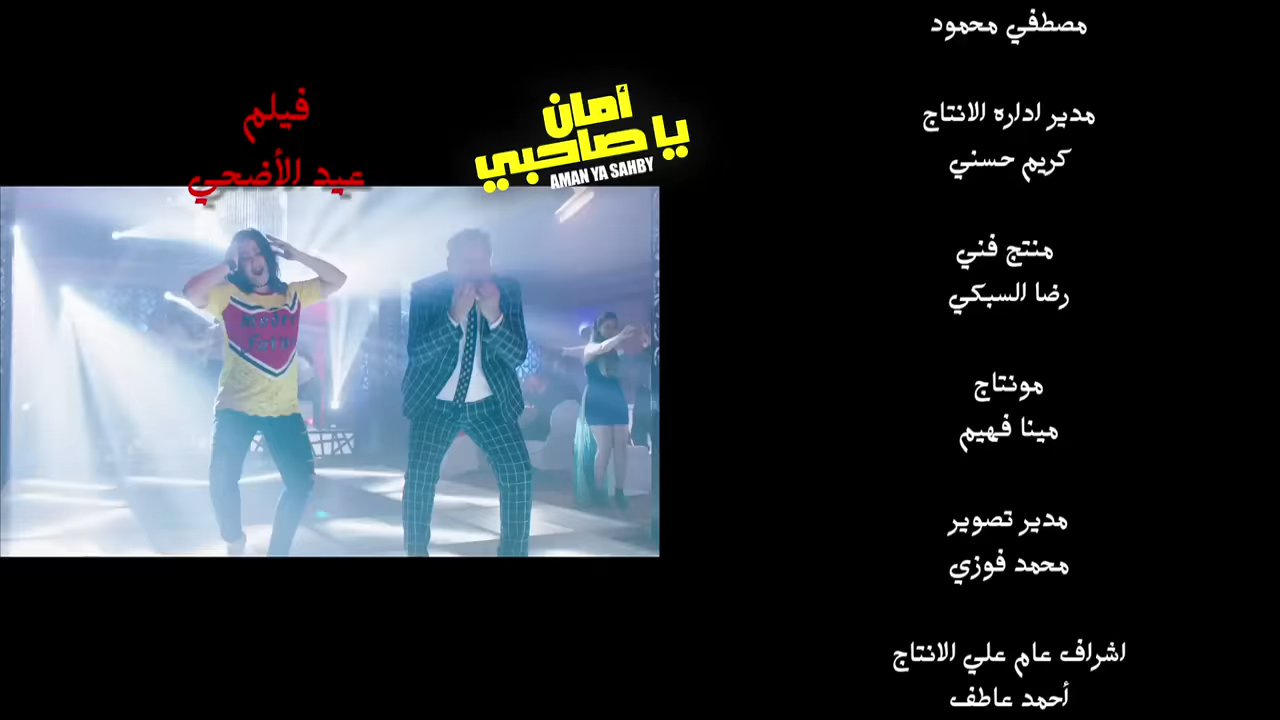 مصطفي محمود
مدير اداره الانتاج
كريم حسني
منتج فني
رضا السبكي
مونتاج
مينا فهيم
مدير تصوير
محمد فوزي
اشراف عام علي الانتاج
أحمد عاطف
أمان
يا صاحبي
AMAN YA SAHBY
فيلم
عيد الأضحي